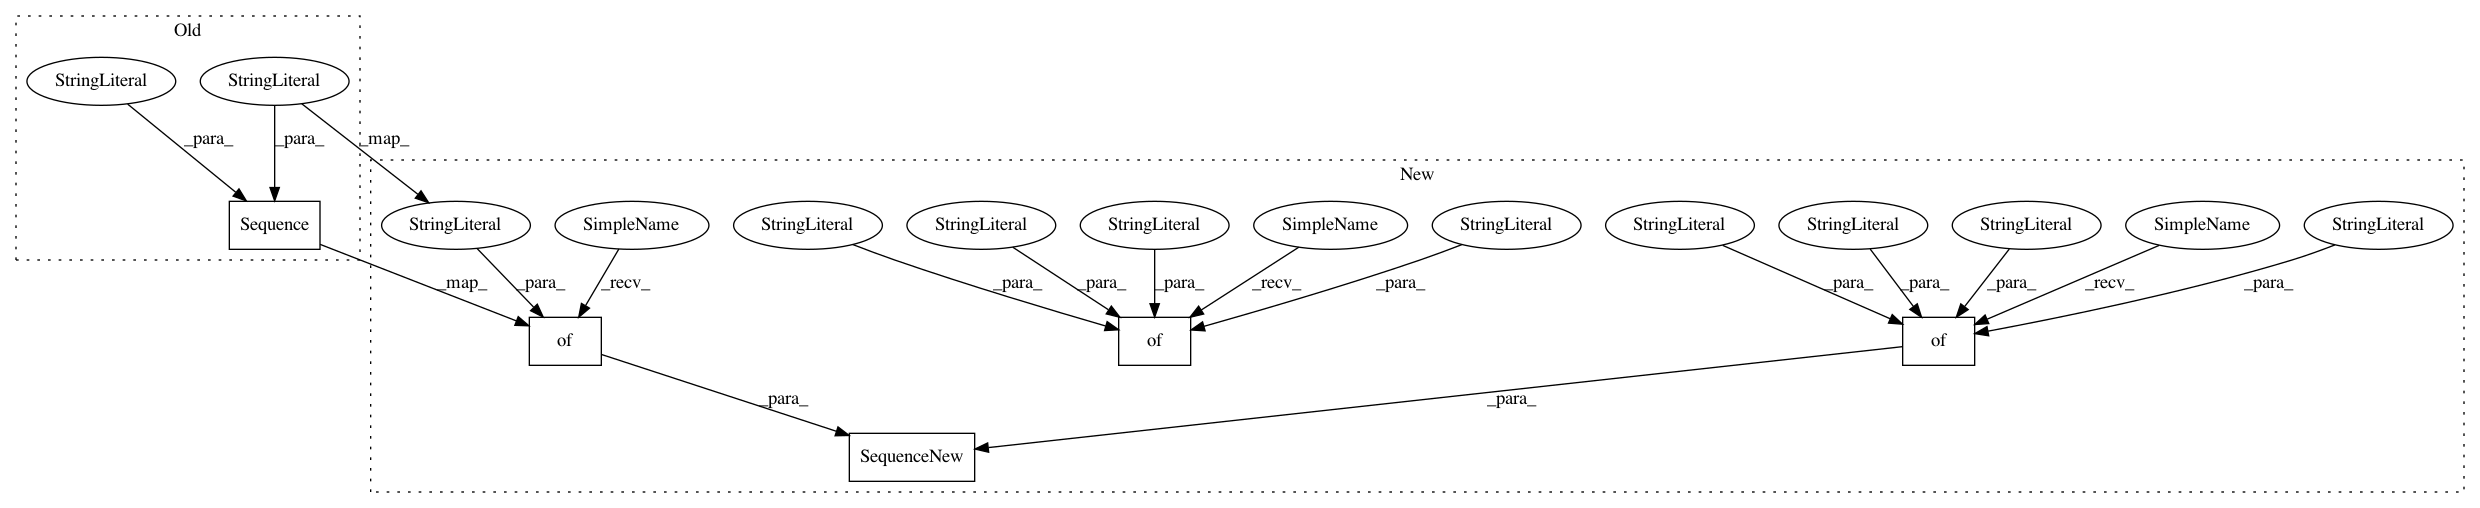 Old
StringLiteral StringLiteral
_para_ _para_ _map_
New
Sequence StringLiteral SimpleName StringLiteral StringLiteral StringLiteral SimpleName StringLiteral StringLiteral StringLiteral StringLiteral SimpleName StringLiteral
_map_ _para_ _recv_ _para_ _para_ _para_ _recv_ _para_ _para_ _para_ _para_ _recv_ _para_
of of of
_para_ _para_
SequenceNew